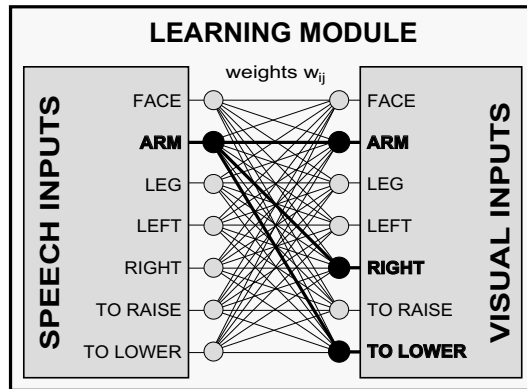 LEARNING MODULE
weights wij
SPEECH INPUTS
FACE
ARM
LEG
LEFT
RIGHT
TO RAISE
TO LOWER
FACE
ARM
LEG
LEFT
RIGHT
TO RAISE
TO LOWER
VISUAL INPUTS